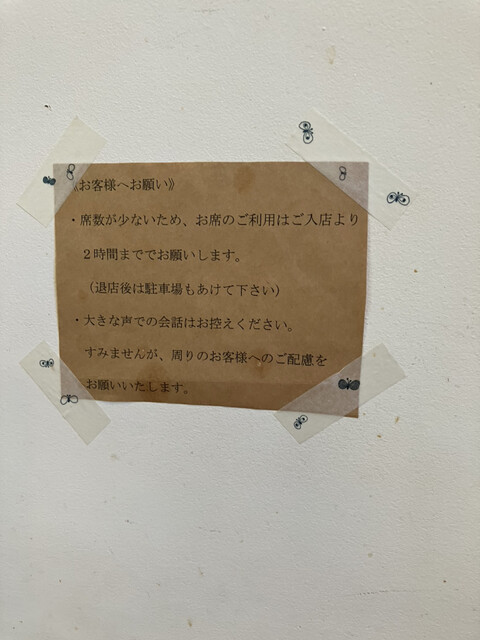 《お客様へお願い》
・席数が少ないため、お席のご利用はご入店より
２時間まででお願いします。
（退店後は駐車場もあけて下さい）
・大きな声での会話はお控えください。
すみませんが、周りのお客様へのご配慮を
お願いいたします。